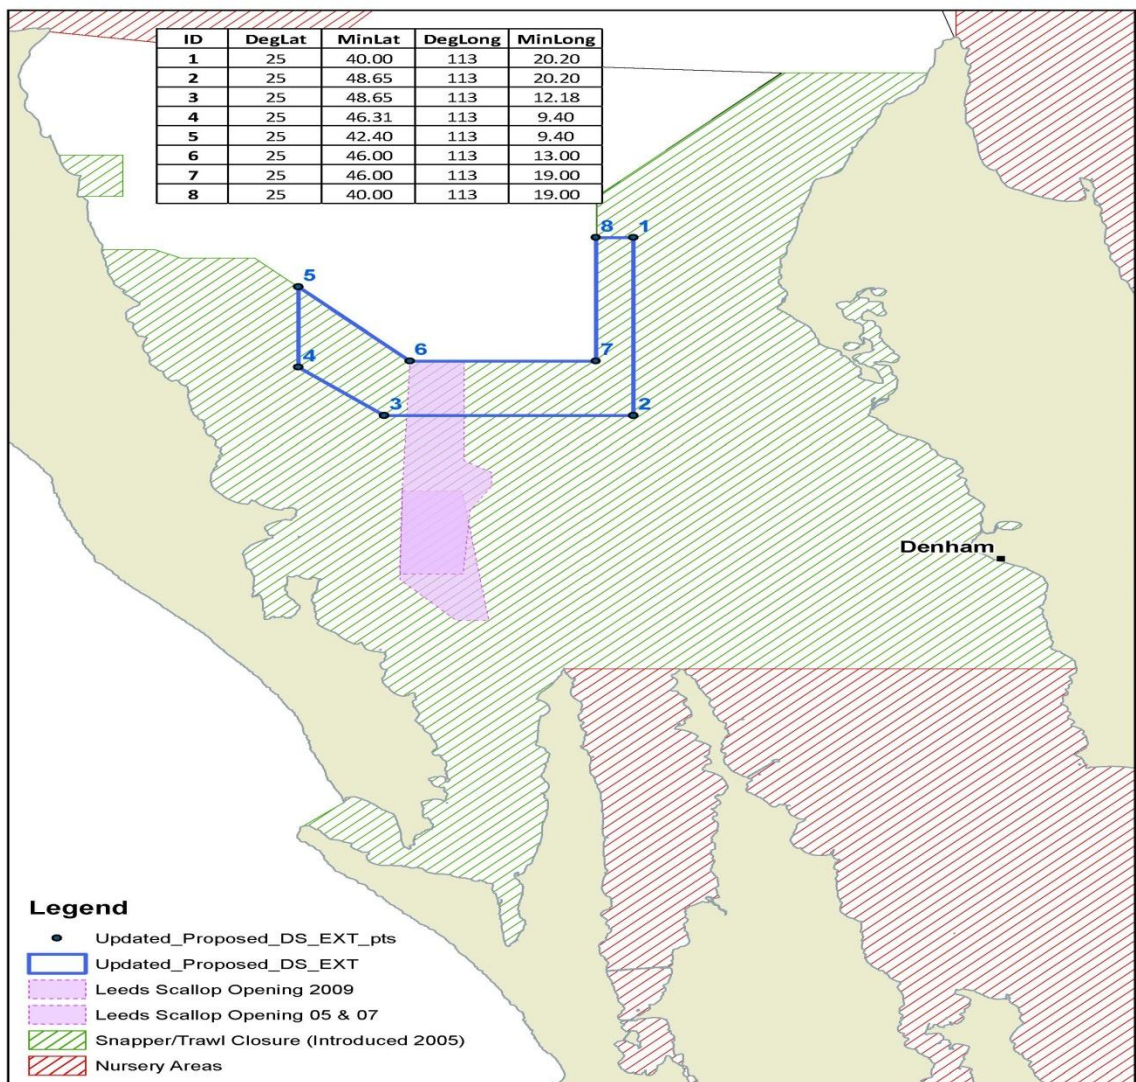 ID DegLat MinLat DegLong MinLong
1 25 40.00 113 20.20
2 25 48.65 113 20.20
3 25 48.65 113 12.18
4 25 46.31 113 9.40
5 25 42.40 113 9.40
6 25 46.00 113 13.00
7 25 46.00 113 19.00
8 25 40.00 113 19.00
8 1
5
6 7
4
3 2
Denham
Legend
Updated_Proposed_DS_EXT_pts
Updated_Proposed_DS_EXT
Leeds Scallop Opening 2009
Leeds Scallop Opening 05 & 07
Snapper/Trawl Closure (Introduced 2005)
Nursery Areas